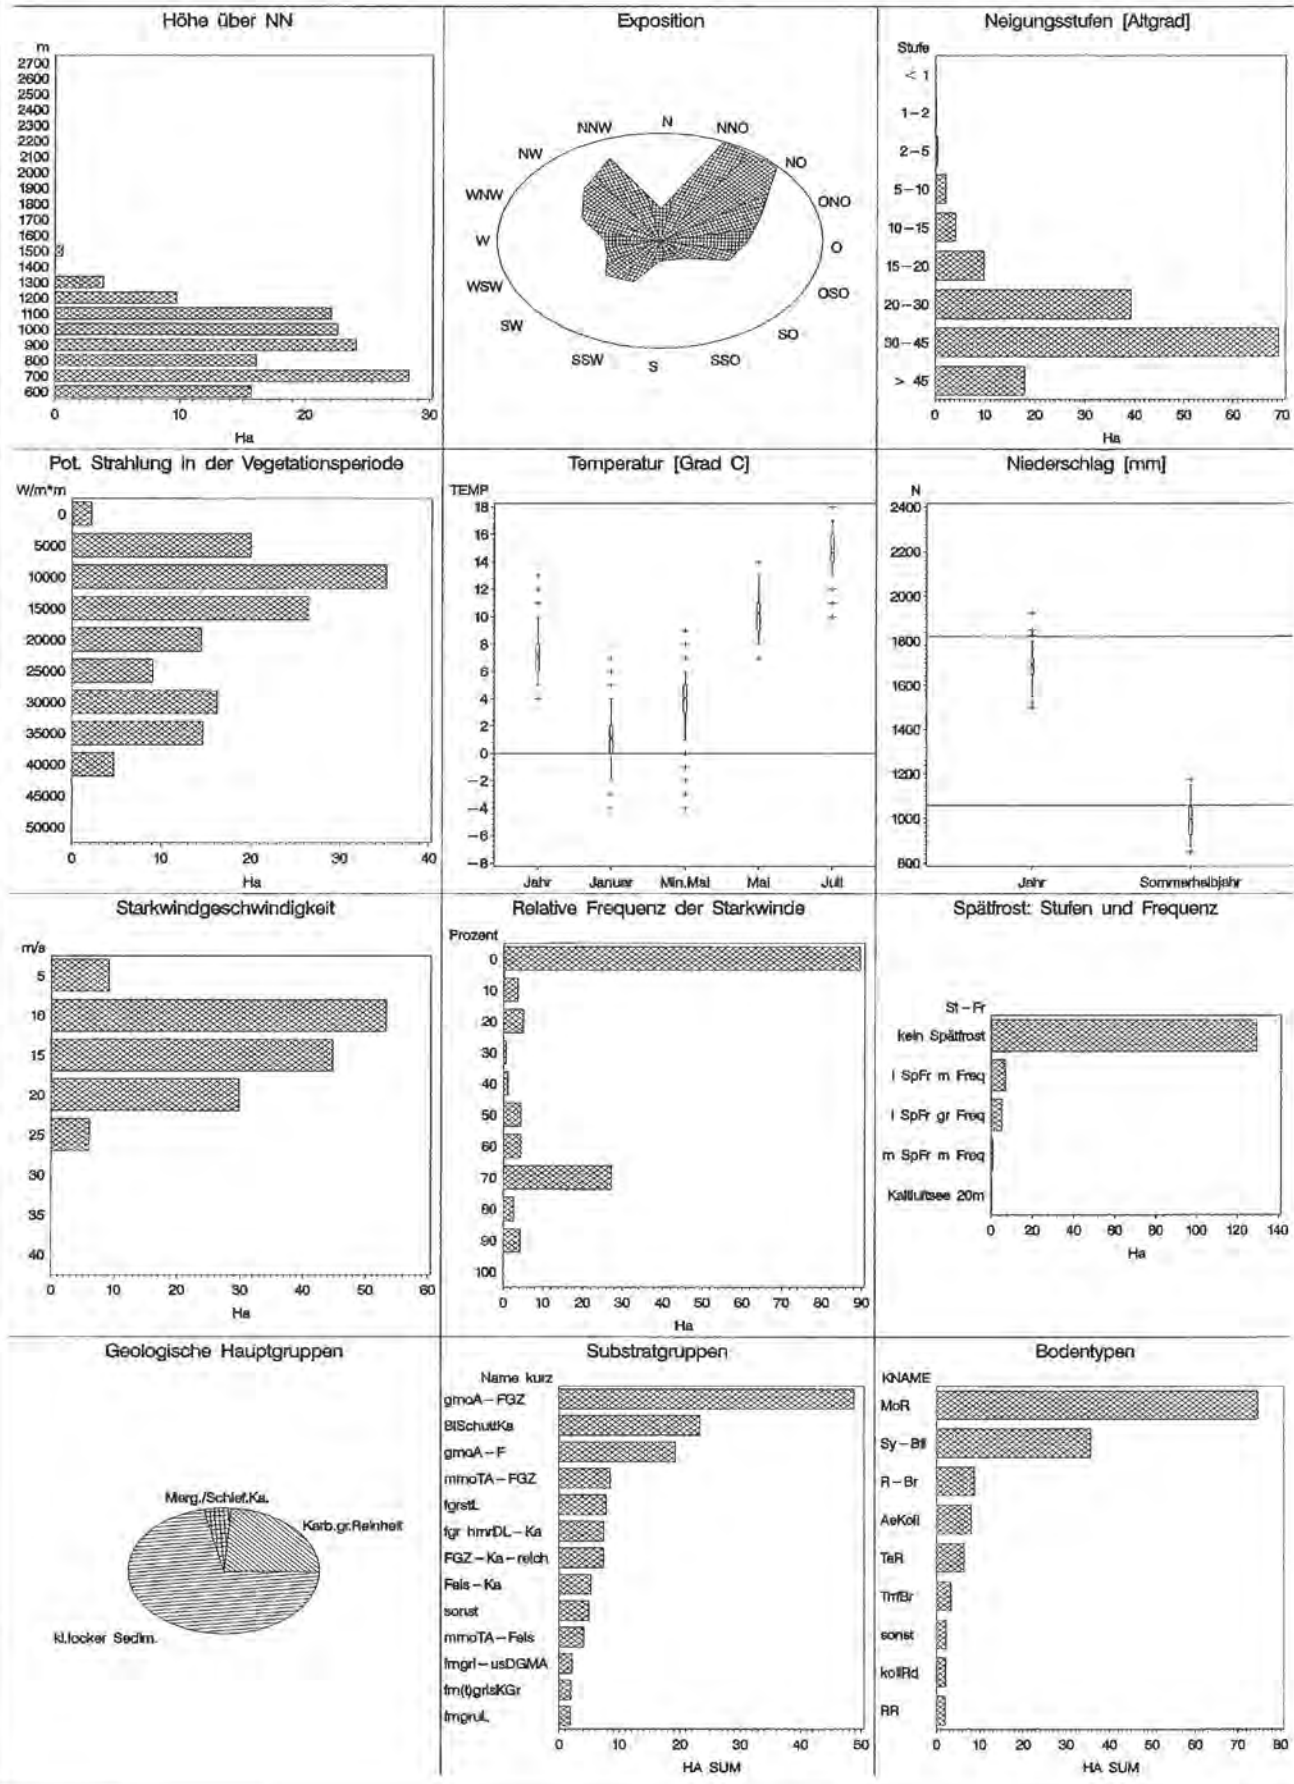 Höhe über NN
m
2700
2600
2500
2400
2300
2200
2100
2000
1900
1800
1700
1600
1500
1400
1300
1200
1100
1000
900
800
700
600
0 10 20 30
Ha
Exposition
N
NNO
NO
ONO
O
OSO
SO
SSO
S
SSW
SW
WSW
W
WNW
NW
NNW
Neigungsstufen [Altgrad]
Stufe
< 1
1-2
2-5
5-10
10-15
15-20
20-30
30-45
> 45
0 10 20 30 40 50 60 70
Ha
Pot. Strahlung in der Vegetationsperiode
W/m*m
0
5000
10000
15000
20000
25000
30000
35000
40000
45000
50000
0 10 20 30 40
Ha
Temperatur [Grad C]
TEMP
18
16
14
12
10
8
6
4
2
0
-2
-4
-6
-8
Jahr Januar Min.Mai Mai Juli
Niederschlag [mm]
N
2400
2200
2000
1800
1600
1400
1200
1000
800
Jahr Sommerhalbjahr
Starkwindgeschwindigkeit
m/s
5
10
15
20
25
30
35
40
0 10 20 30 40 50 60
Ha
Relative Frequenz der Starkwinde
Prozent
0
10
20
30
40
50
60
70
80
90
100
0 10 20 30 40 50 60 70 80 90
Ha
Spätfrost: Stufen und Frequenz
St-Fr
kein Spätfrost
l SpFr m Freq
l SpFr gr Freq
m SpFr m Freq
Kaltluftsee 20m
0 20 40 60 80 100 120 140
Ha
Geologische Hauptgruppen
Merg./Schief.Ka.
Karb.gr.Reinheit
kl.locker Sedim.
Substratgruppen
Name kurz
gmoA-FGZ
BlSchuttKa
gmoA-F
mmoTA-FGZ
fgrstL
fgr hmrDL-Ka
FGZ-Ka-reich
Fels-Ka
sonst
mmoTA-Fels
fmgrl-usDGMA
fm(t)grlsKGr
fmgruL
0 10 20 30 40 50
HA SUM
Bodentypen
KNAME
MoR
R-Br
AeKoll
TeR
sonst
kollRd
RR
0 10 20 30 40 50 60 70 80
HA SUM